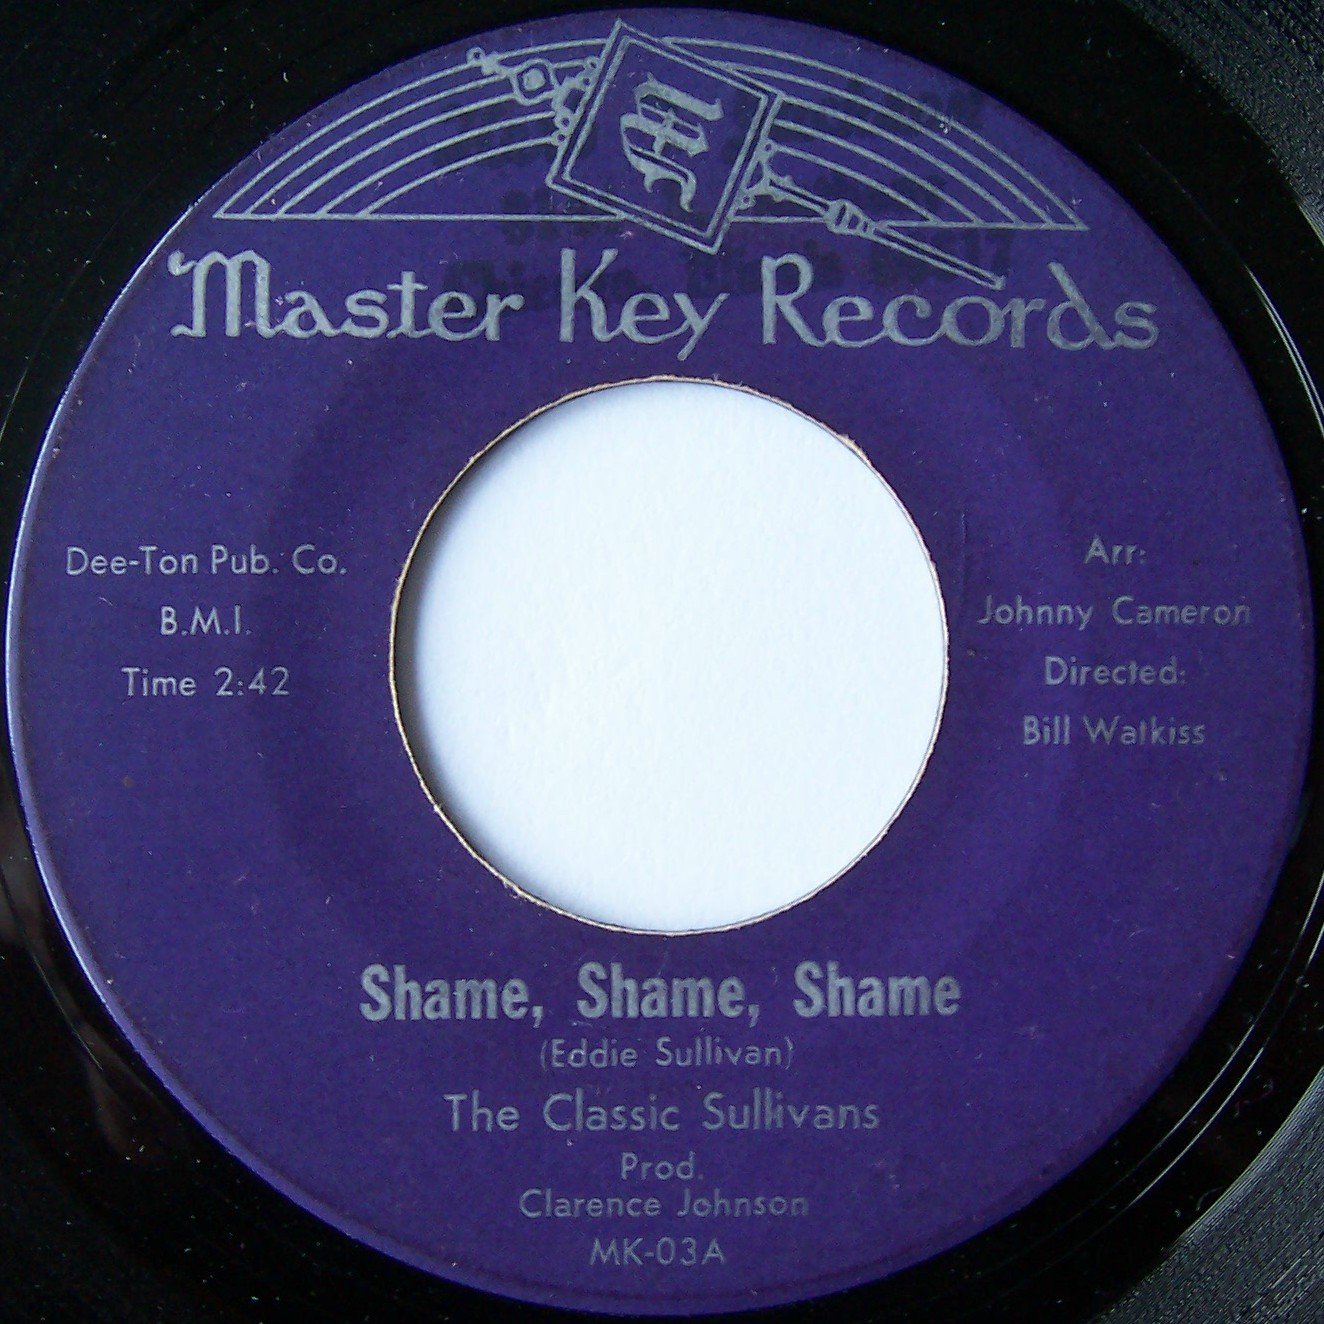 M
Master Key Records
Dee-Ton Pub. Co.
B.M.I.
Time 2:42
Arr:
Johnny Cameron
Directed:
Bill Watkiss
Shame, Shame, Shame
(Eddie Sullivan)
The Classic Sullivans
Prod.
Clarence Johnson
MK-03A